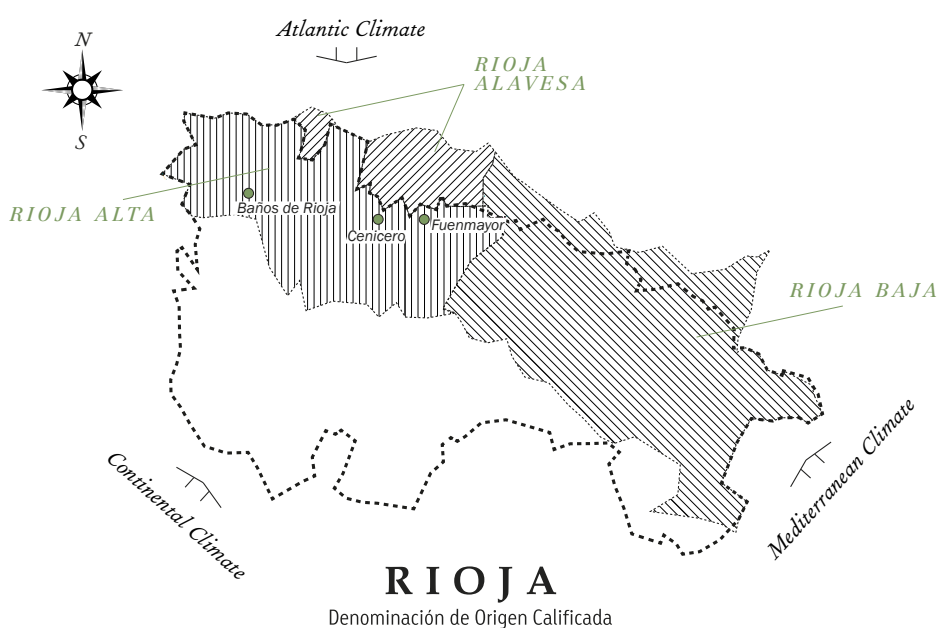 Atlantic Climate
N
S
RIOJA
ALAVESA
RIOJA ALTA
Baños de Rioja
Cenicero
Fuenmayor
RIOJA BAJA
Continental Climate
Mediterranean Climate
RIOJA
Denominación de Origen Calificada